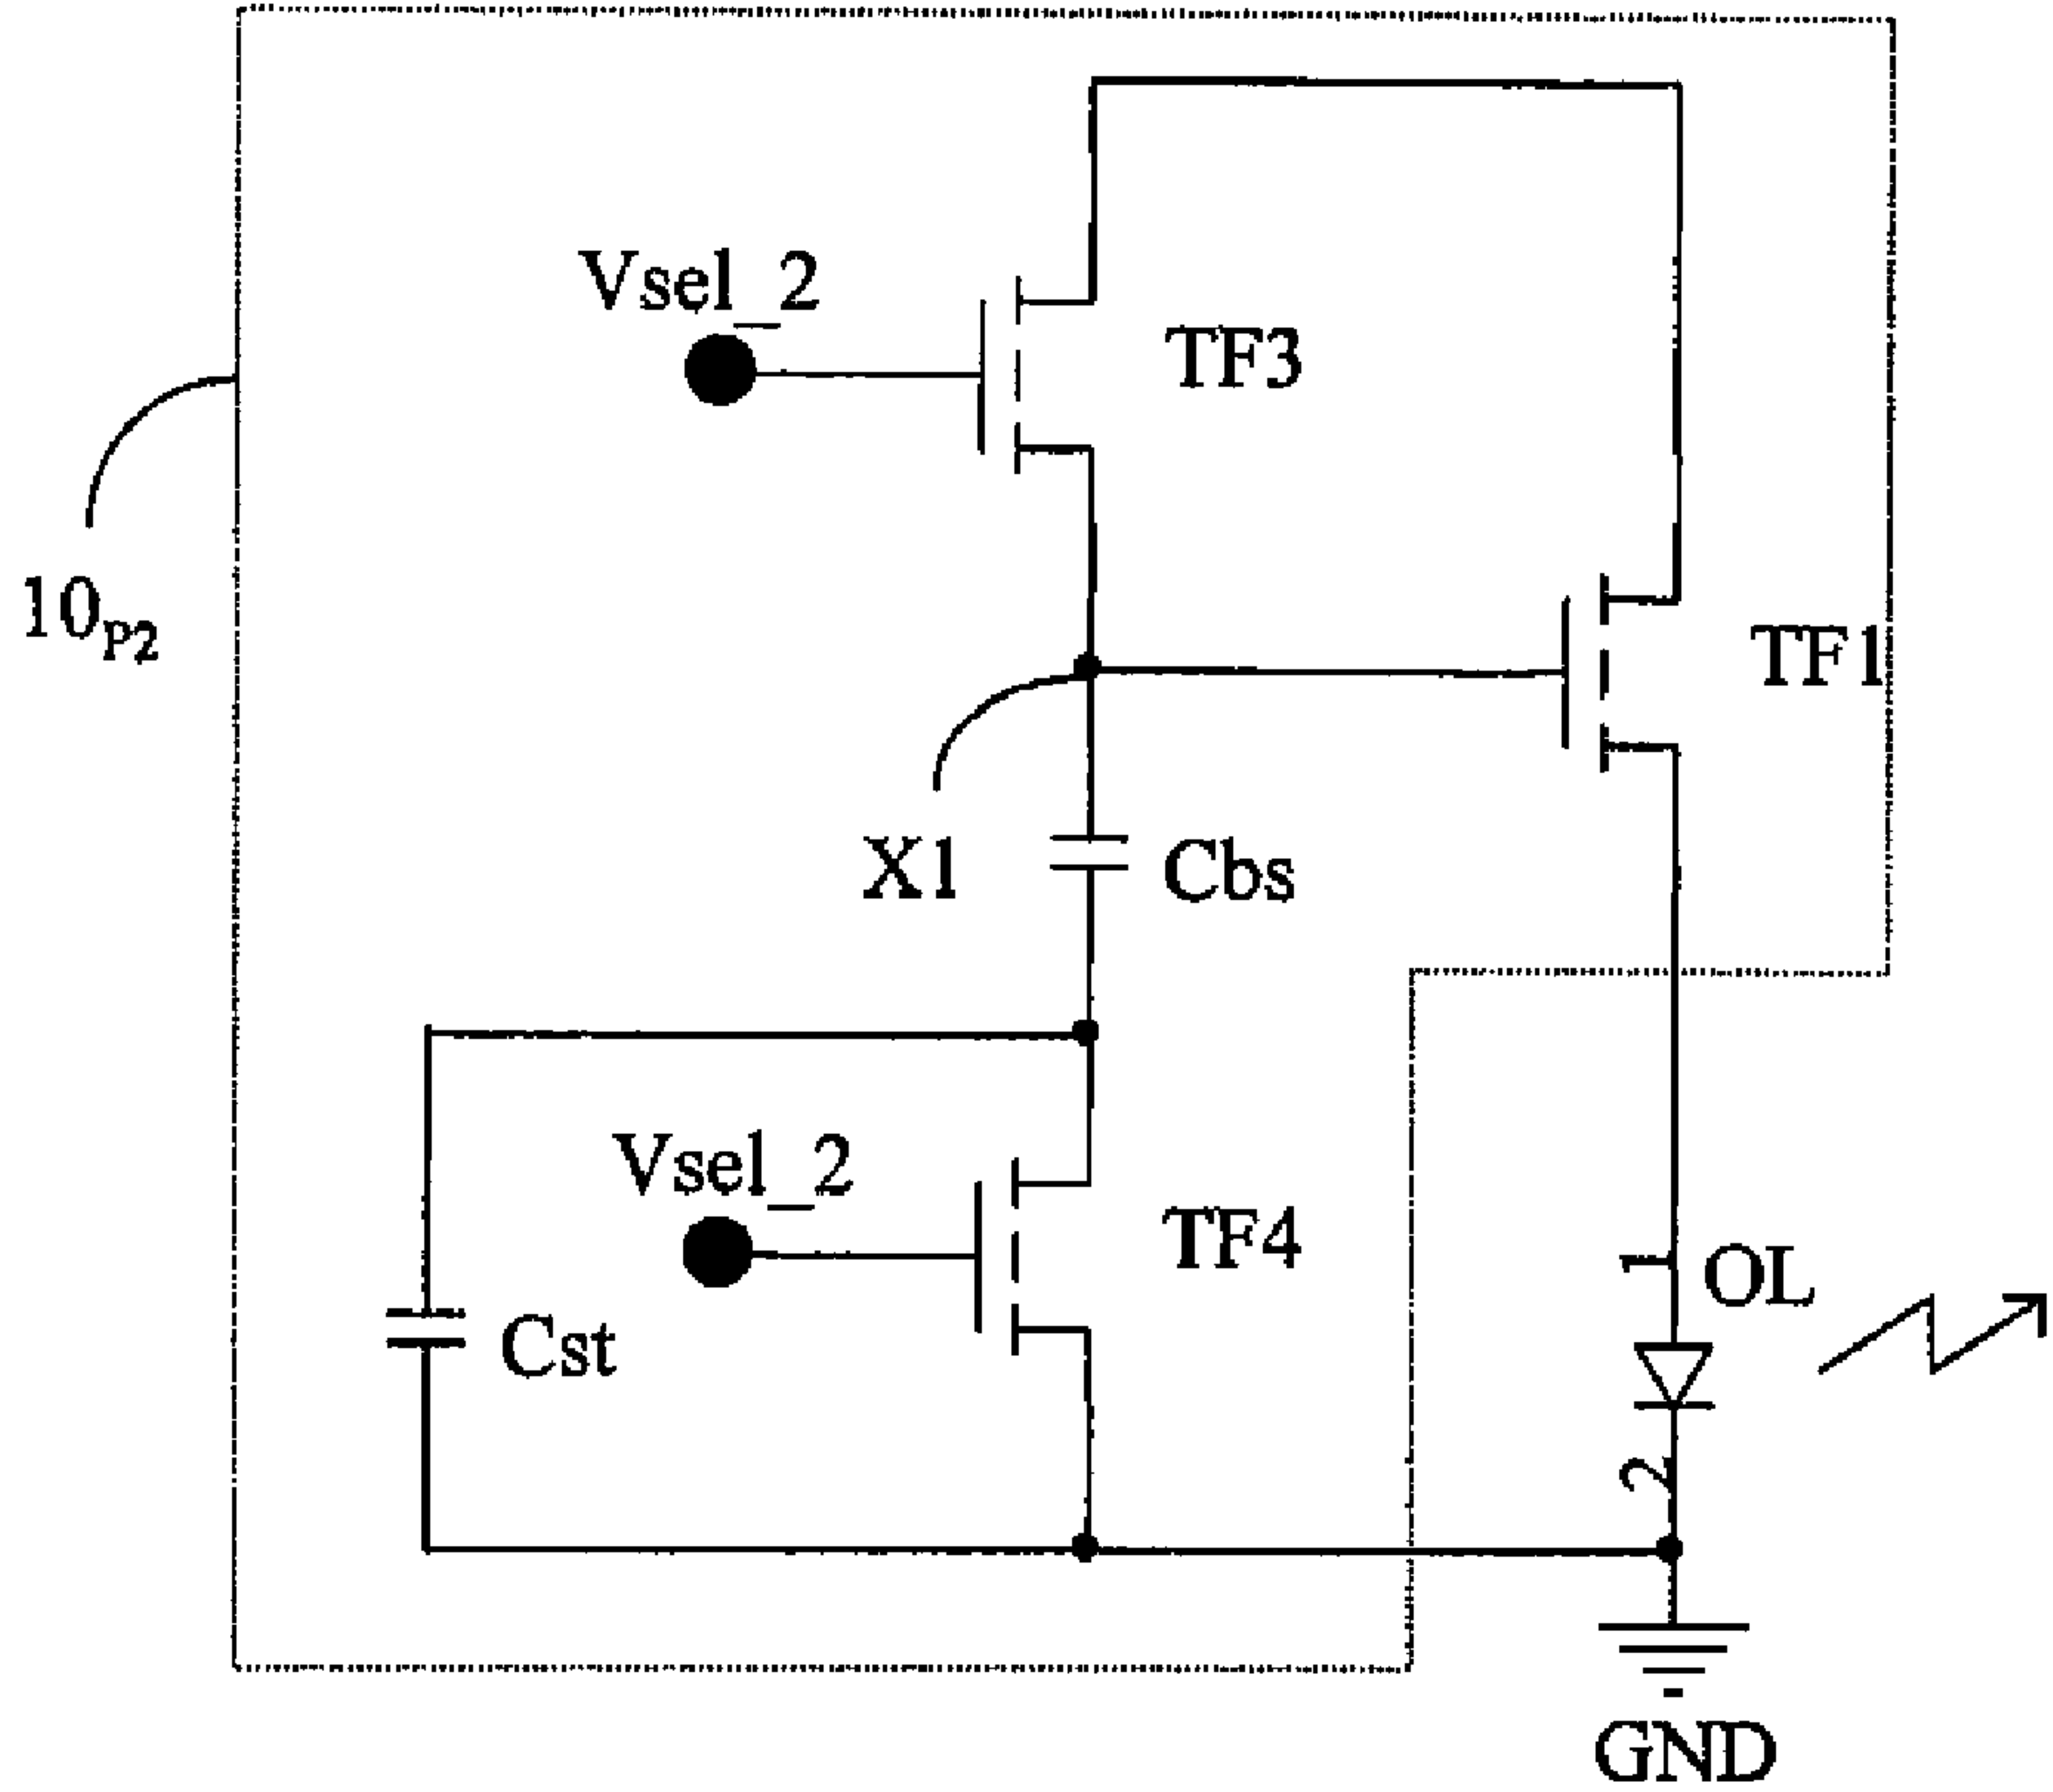 Vsel_2
TF3
10P2
TF1
X1
Cbs
Vsel_2
TF4
Cst
1
OL
2
GND